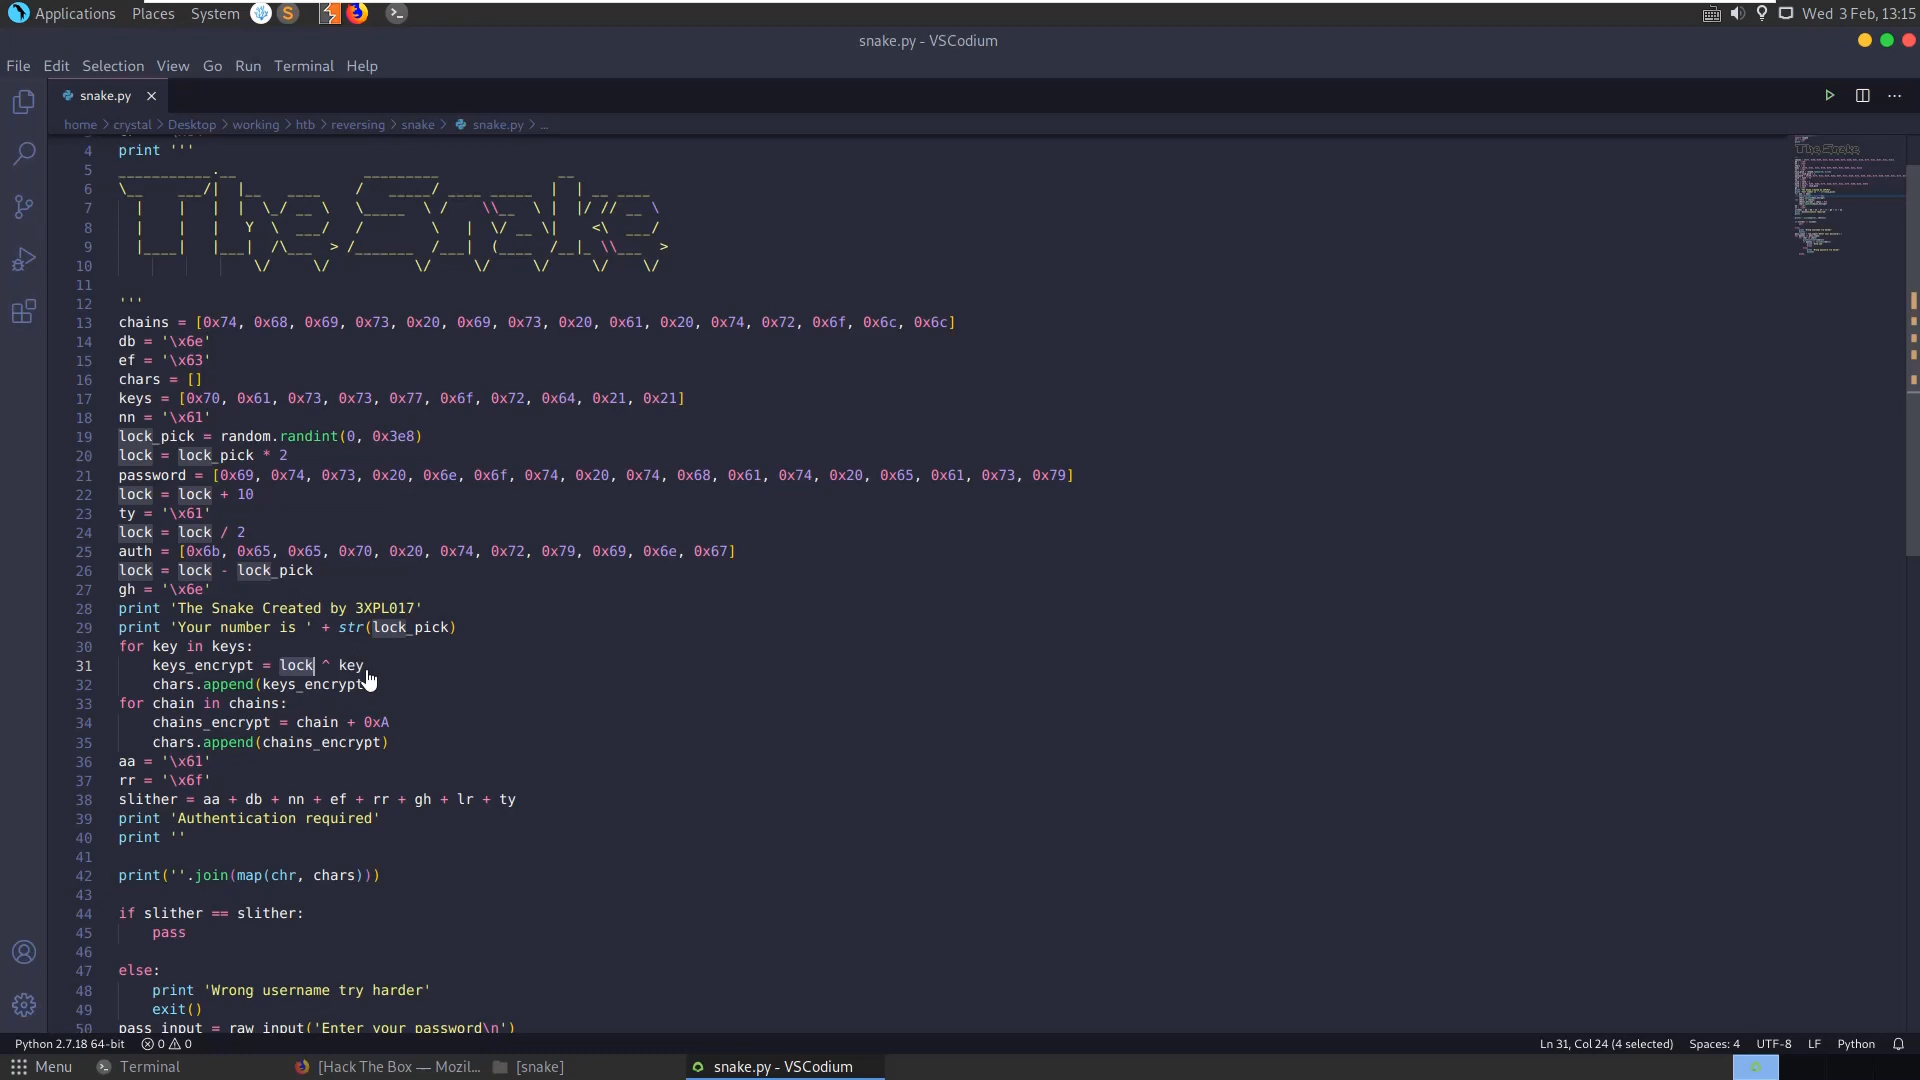 Applications Places System Wed 3 Feb, 13:15
snake.py - VSCodium
File Edit Selection View Go Run Terminal Help
snake.py
home > crystal > Desktop > working > htb > reversing > snake > snake.py > ...
4 print '''
5 ___________.__ _________ __
6 \__ ___/| |__ ____ / _____/ ____ _____ | | __ ____
7 | | | | \_/ __ \ \_____ \ / \\__ \ | |/ // __ \
8 | | | Y \ ___/ / \ | \/ __ \| <\ ___/
9 |____| |___| /\___ > /_______ /___| (____ /__|_ \\___ >
10 \/ \/ \/ \/ \/ \/ \/
11
12 '''
13 chains = [0x74, 0x68, 0x69, 0x73, 0x20, 0x69, 0x73, 0x20, 0x61, 0x20, 0x74, 0x72, 0x6f, 0x6c, 0x6c]
14 db = '\x6e'
15 ef = '\x63'
16 chars = []
17 keys = [0x70, 0x61, 0x73, 0x73, 0x77, 0x6f, 0x72, 0x64, 0x21, 0x21]
18 nn = '\x61'
19 lock_pick = random.randint(0, 0x3e8)
20 lock = lock_pick * 2
21 password = [0x69, 0x74, 0x73, 0x20, 0x6e, 0x6f, 0x74, 0x20, 0x74, 0x68, 0x61, 0x74, 0x20, 0x65, 0x61, 0x73, 0x79]
22 lock = lock + 10
23 ty = '\x61'
24 lock = lock / 2
25 auth = [0x6b, 0x65, 0x65, 0x70, 0x20, 0x74, 0x72, 0x79, 0x69, 0x6e, 0x67]
26 lock = lock - lock_pick
27 gh = '\x6e'
28 print 'The Snake Created by 3XPL017'
29 print 'Your number is ' + str(lock_pick)
30 for key in keys:
31 keys_encrypt = lock ^ key
32 chars.append(keys_encrypt
33 for chain in chains:
34 chains_encrypt = chain + 0xA
35 chars.append(chains_encrypt)
36 aa = '\x61'
37 rr = '\x6f'
38 slither = aa + db + nn + ef + rr + gh + lr + ty
39 print 'Authentication required'
40 print ''
41
42 print(''.join(map(chr, chars)))
43
44 if slither == slither:
45 pass
46
47 else:
48 print 'Wrong username try harder'
49 exit()
50 pass_input = raw_input('Enter your password\n')
Python 2.7.18 64-bit 0 0 Ln 31, Col 24 (4 selected) Spaces: 4 UTF-8 LF Python
Menu Terminal [Hack The Box — Mozil... [snake] snake.py - VSCodium